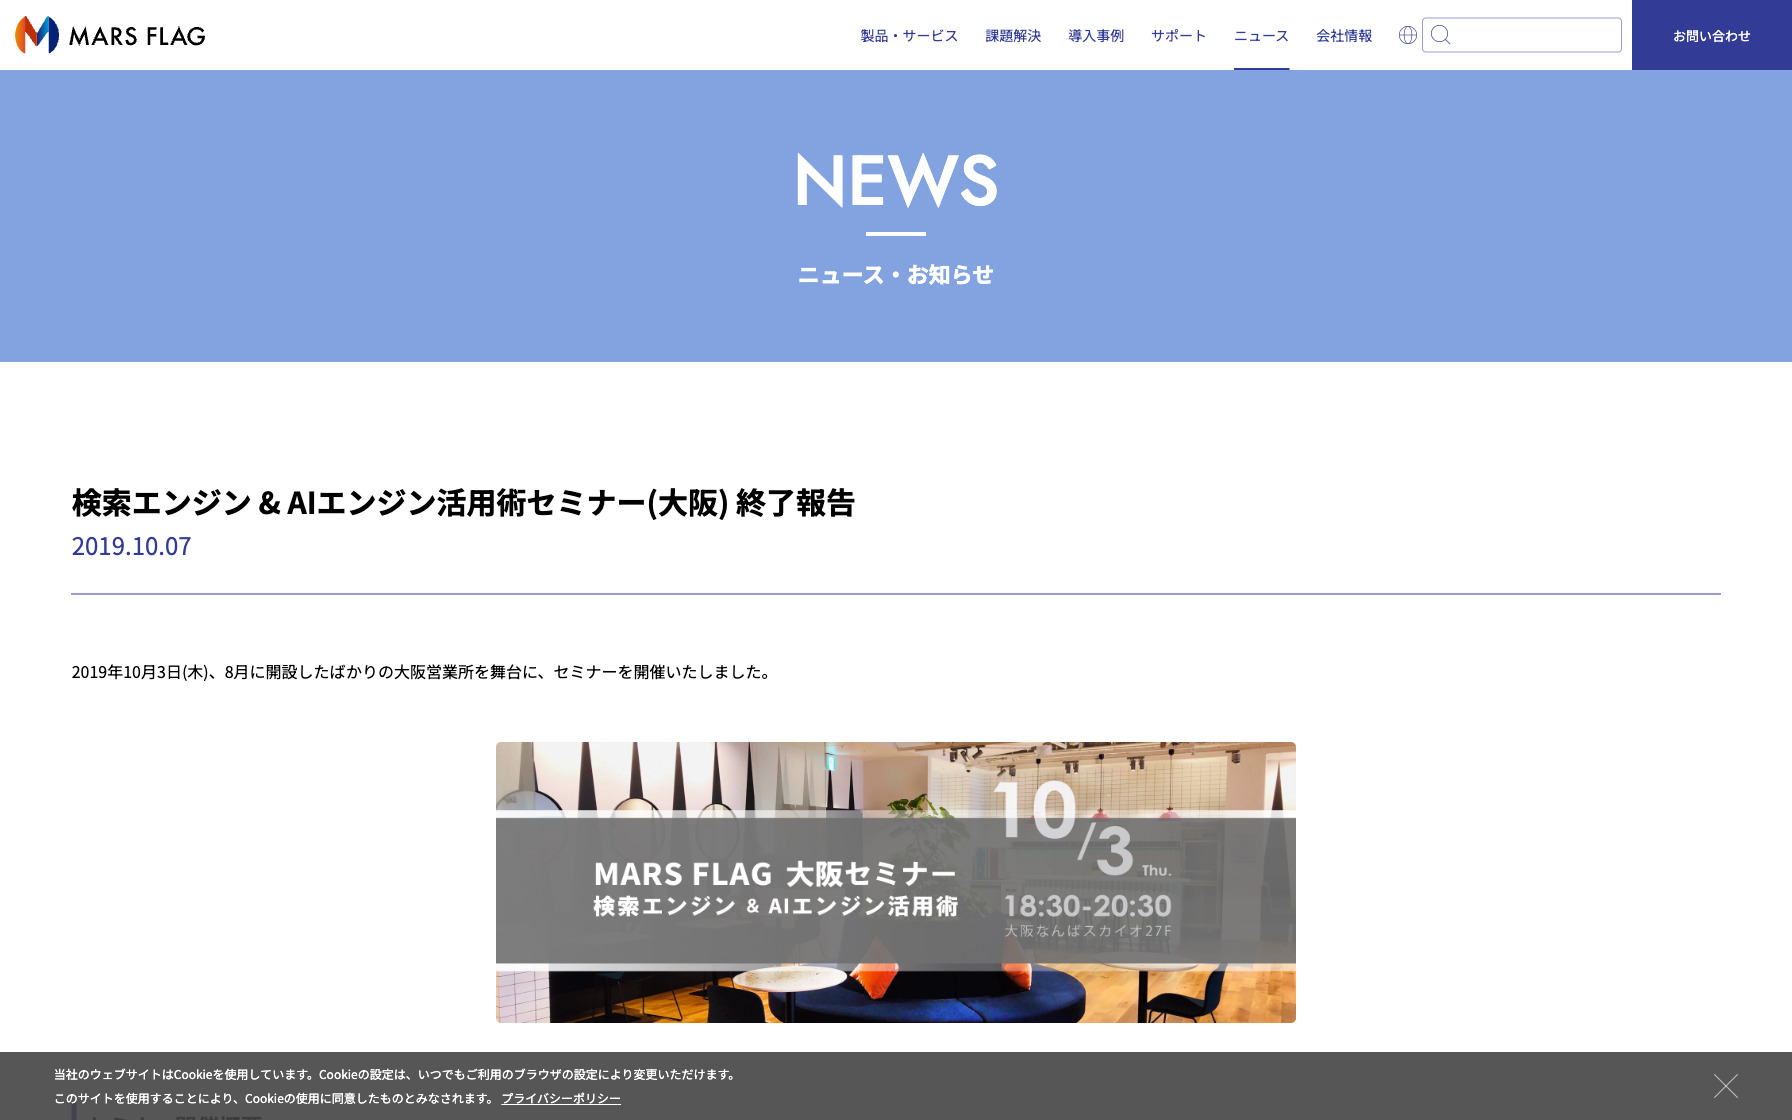 MARS FLAG
製品・サービス
課題解決
導入事例
サポート
ニュース
会社情報
お問い合わせ
NEWS
ニュース・お知らせ
検索エンジン & AIエンジン活用術セミナー(大阪) 終了報告
2019.10.07
2019年10月3日(木)、8月に開設したばかりの大阪営業所を舞台に、セミナーを開催いたしました。
10/3 Thu.
MARS FLAG 大阪セミナー
検索エンジン & AIエンジン活用術
18:30-20:30
大阪なんばスカイオ27F
当社のウェブサイトはCookieを使用しています。Cookieの設定は、いつでもご利用のブラウザの設定により変更いただけます。
このサイトを使用することにより、Cookieの使用に同意したものとみなされます。 プライバシーポリシー